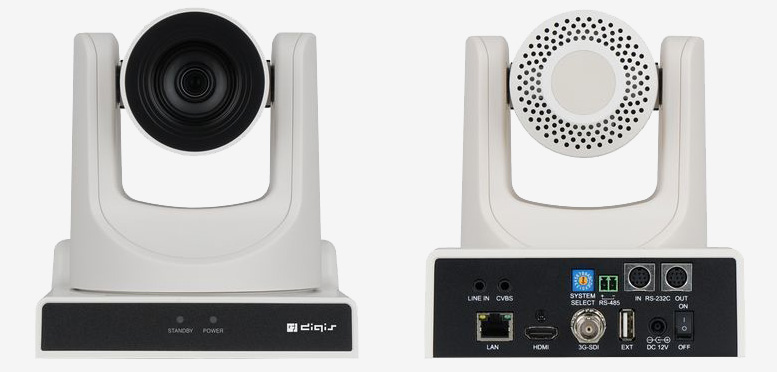 STANDBY POWER
digis
LINE IN CVBS
SYSTEM
SELECT
RS-485
IN RS-232C OUT
ON
LAN HDMI 3G-SDI EXT DC 12V OFF